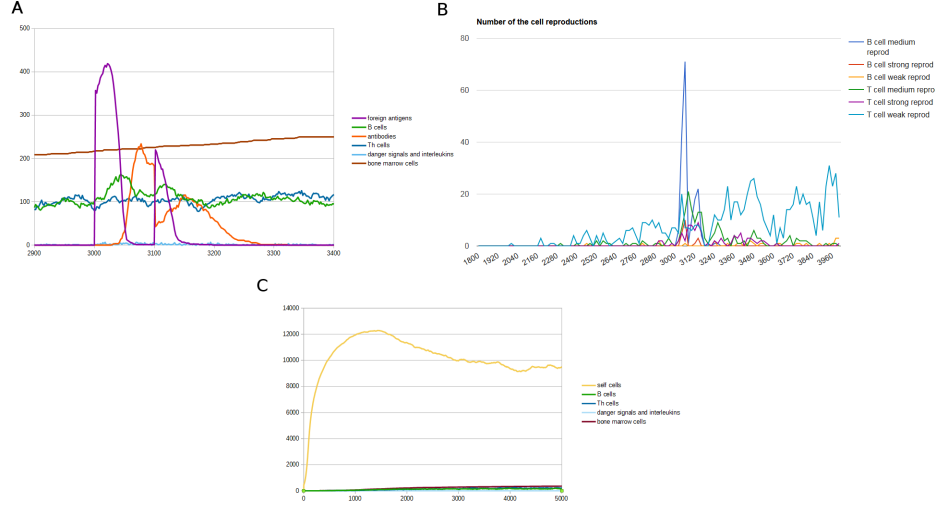 A
500
400
300
200
100
0
2900
3000
3100
3200
3300
3400
foreign antigens
B cells
antibodies
Th cells
danger signals and interleukins
bone marrow cells
B
Number of the cell reproductions
80
60
40
20
0
1800
1920
2040
2160
2280
2400
2520
2640
2760
2880
3000
3120
3240
3360
3480
3600
3720
3840
3960
B cell medium
reprod
B cell strong reprod
B cell weak reprod
T cell medium repro
T cell strong reprod
T cell weak reprod
C
14000
12000
10000
8000
6000
4000
2000
0
0
1000
2000
3000
4000
5000
self cells
B cells
Th cells
danger signals and interleukins
bone marrow cells